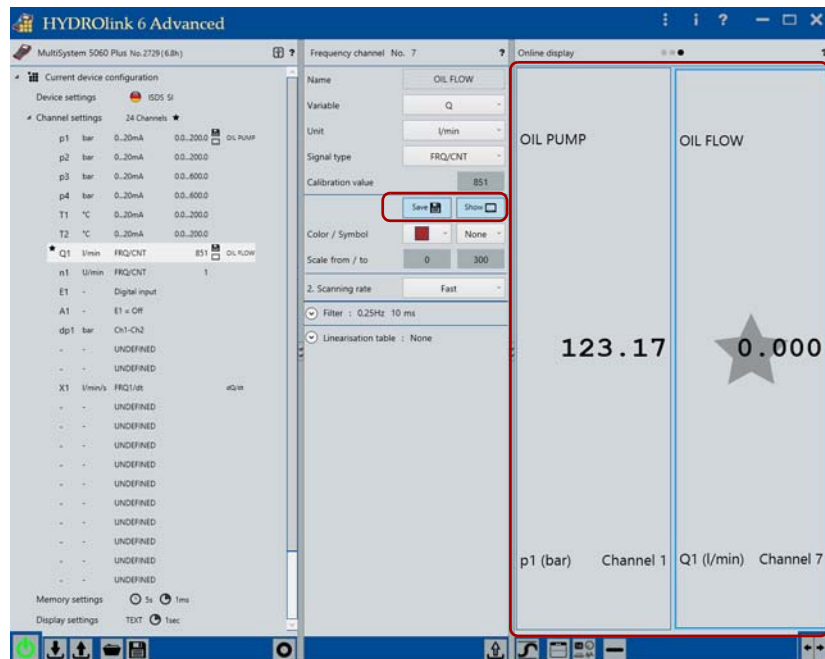 HYDROlink 6 Advanced
MultiSystem 5060 Plus No.2729 (6.8h)
Current device configuration
Device settings ISDS SI
Channel settings 24 Channels
p1 bar 0..20mA 0.0...200.0 OIL PUMP
p2 bar 0..20mA 0.0...200.0
p3 bar 0..20mA 0.0...600.0
p4 bar 0..20mA 0.0...600.0
T1 °C 0..20mA 0.0...200.0
T2 °C 0..20mA 0.0...200.0
Q1 l/min FRQ/CNT 851 OIL FLOW
n1 U/min FRQ/CNT 1
E1 - Digital input
A1 - E1 = Off
dp1 bar Ch1-Ch2
- - UNDEFINED
- - UNDEFINED
X1 l/min/s FRQ1/dt dQ/dt
- - UNDEFINED
- - UNDEFINED
- - UNDEFINED
- - UNDEFINED
- - UNDEFINED
- - UNDEFINED
- - UNDEFINED
- - UNDEFINED
- - UNDEFINED
- - UNDEFINED
Memory settings 5s 1ms
Display settings TEXT 1sec
Frequency channel No. 7 ?
Name OIL FLOW
Variable Q
Unit l/min
Signal type FRQ/CNT
Calibration value 851
Save Show
Color / Symbol None
Scale from / to 0 300
2. Scanning rate Fast
Filter : 0.25Hz 10 ms
Linearisation table : None
Online display
OIL PUMP
123.17
p1 (bar) Channel 1
OIL FLOW
0.000
Q1 (l/min) Channel 7